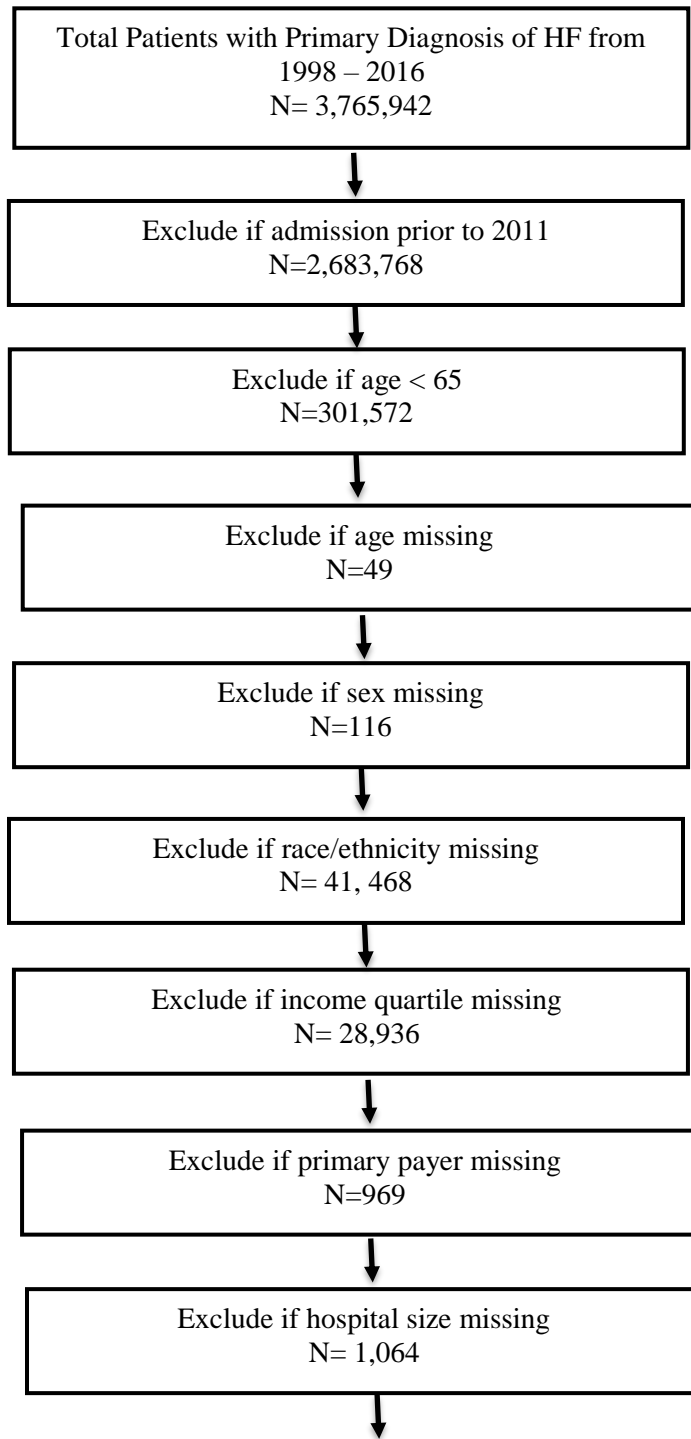 Total Patients with Primary Diagnosis of HF from
1998 – 2016
N= 3,765,942
Exclude if admission prior to 2011
N=2,683,768
Exclude if age < 65
N=301,572
Exclude if age missing
N=49
Exclude if sex missing
N=116
Exclude if race/ethnicity missing
N= 41, 468
Exclude if income quartile missing
N= 28,936
Exclude if primary payer missing
N=969
Exclude if hospital size missing
N= 1,064